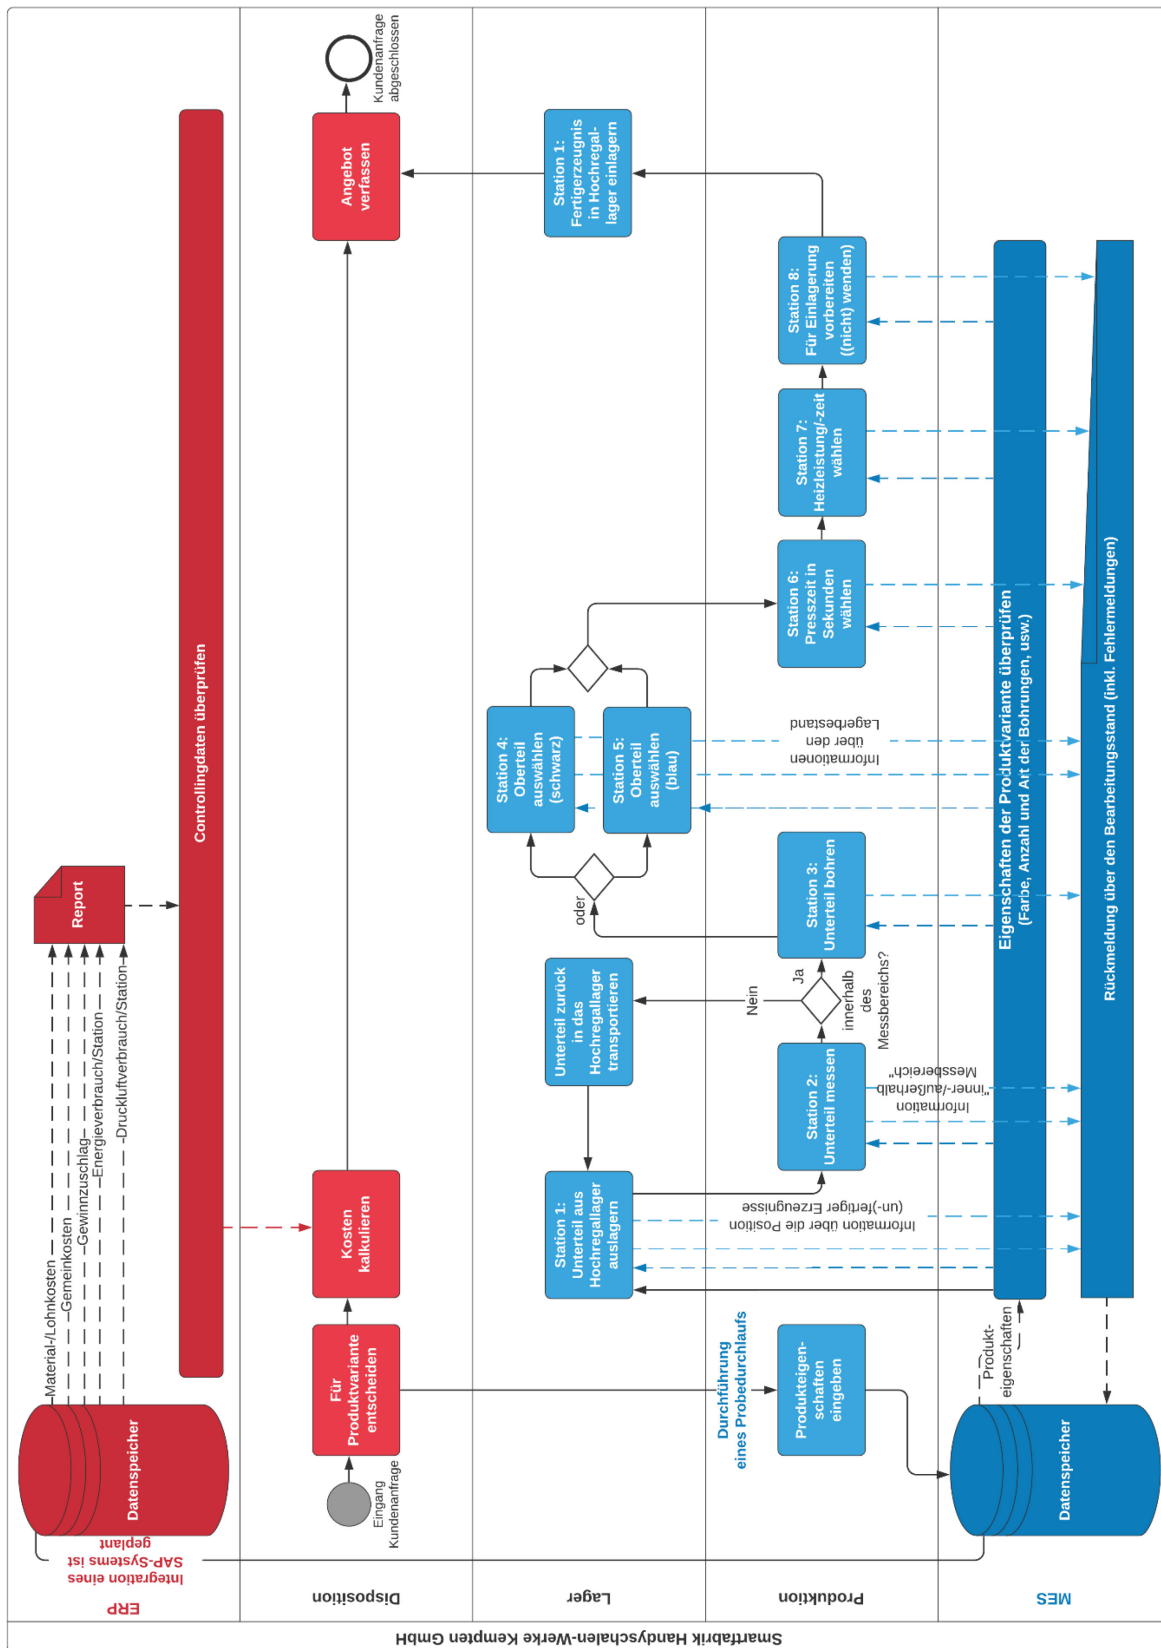 Smartfabrik Handyschalen-Werke Kempten GmbH
ERP
Integration eines
SAP-Systems ist
geplant
Datenspeicher
Material-/Lohnkosten
Gemeinkosten
Gewinnzuschlag
Energieverbrauch/Station
Druckluftverbrauch/Station
Report
Controllingdaten überprüfen
Disposition
Eingang
Kundenanfrage
Für
Produktvariante
entscheiden
Kosten
kalkulieren
Angebot
verfassen
Kundenanfrage
abgeschlossen
Lager
Station 1:
Unterteil aus
Hochregallager
auslagern
Unterteil zurück
in das
Hochregallager
transportieren
oder
Station 4:
Oberteil
auswählen
(schwarz)
Station 5:
Oberteil
auswählen
(blau)
Station 1:
Fertigerzeugnis
in Hochregal-
lager einlagern
Produktion
Durchführung
eines Probedurchlaufs
Produkteigen-
schaften
eingeben
Information über die Position
(un-)fertiger Erzeugnisse
Station 2:
Unterteil messen
Information
"inner-/außerhalb
Messbereich"
Nein
Ja
innerhalb
des
Messbereichs?
Station 3:
Unterteil bohren
Informationen
über den
Lagerbestand
Station 6:
Presszeit in
Sekunden
wählen
Station 7:
Heizleistung/-zeit
wählen
Station 8:
Für Einlagerung
vorbereiten
((nicht) wenden)
MES
Datenspeicher
Produkt-
eigenschaften
Eigenschaften der Produktvariante überprüfen
(Farbe, Anzahl und Art der Bohrungen, usw.)
Rückmeldung über den Bearbeitungsstand (inkl. Fehlermeldungen)